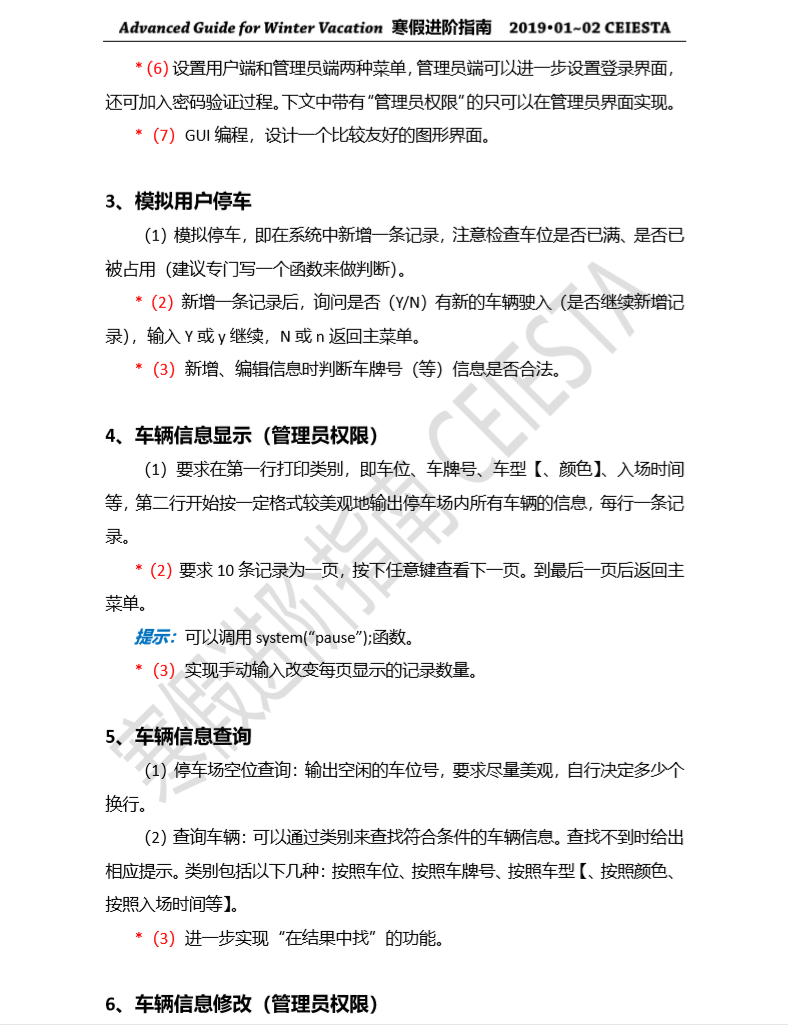 Advanced Guide for Winter Vacation 寒假进阶指南 2019•01~02 CEIESTA
*(6)设置用户端和管理员端两种菜单，管理员端可以进一步设置登录界面，
还可加入密码验证过程。下文中带有“管理员权限”的只可以在管理员界面实现。
*（7）GUI 编程，设计一个比较友好的图形界面。
3、模拟用户停车
（1）模拟停车，即在系统中新增一条记录，注意检查车位是否已满、是否已
被占用（建议专门写一个函数来做判断）。
*（2）新增一条记录后，询问是否（Y/N）有新的车辆驶入（是否继续新增记
录），输入 Y 或 y 继续，N 或 n 返回主菜单。
*（3）新增、编辑信息时判断车牌号（等）信息是否合法。
4、车辆信息显示（管理员权限）
（1）要求在第一行打印类别，即车位、车牌号、车型【、颜色】、入场时间
等，第二行开始按一定格式较美观地输出停车场内所有车辆的信息，每行一条记
录。
*（2）要求 10 条记录为一页，按下任意键查看下一页。到最后一页后返回主
菜单。
提示：可以调用 system(“pause”);函数。
*（3）实现手动输入改变每页显示的记录数量。
5、车辆信息查询
（1）停车场空位查询：输出空闲的车位号，要求尽量美观，自行决定多少个
换行。
（2）查询车辆：可以通过类别来查找符合条件的车辆信息。查找不到时给出
相应提示。类别包括以下几种：按照车位、按照车牌号、按照车型【、按照颜色、
按照入场时间等】。
*（3）进一步实现“在结果中找”的功能。
6、车辆信息修改（管理员权限）
寒假进阶指南 CEIESTA